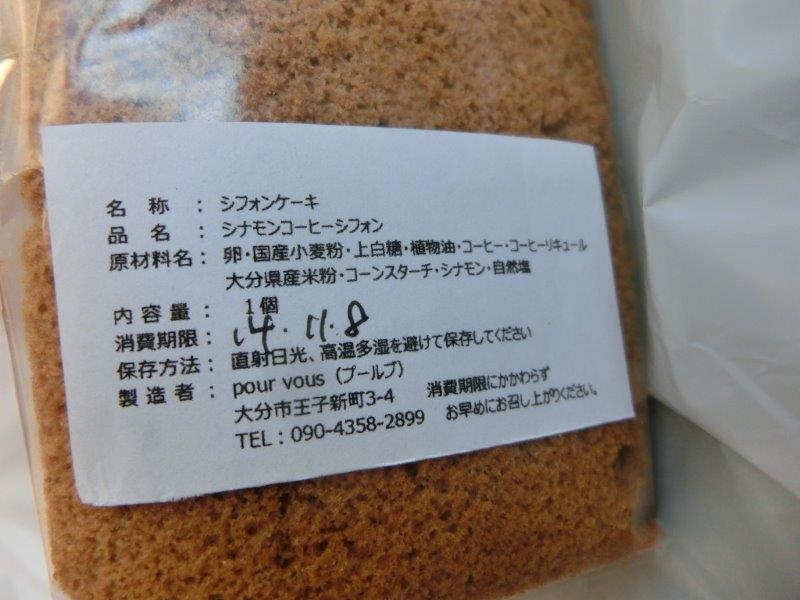 名 称 : シフォンケーキ
品 名 : シナモンコーヒーシフォン
原材料名: 卵・国産小麦粉・上白糖・植物油・コーヒー・コーヒーリキュール
大分県産米粉・コーンスターチ・シナモン・自然塩
内容量: 1個
消費期限: '14.11.8
保存方法: 直射日光、高温多湿を避けて保存してください
製造者: pour vous (プールブ)
大分市王子新町3-4
TEL:090-4358-2899
消費期限にかかわらず
お早めにお召し上がりください。